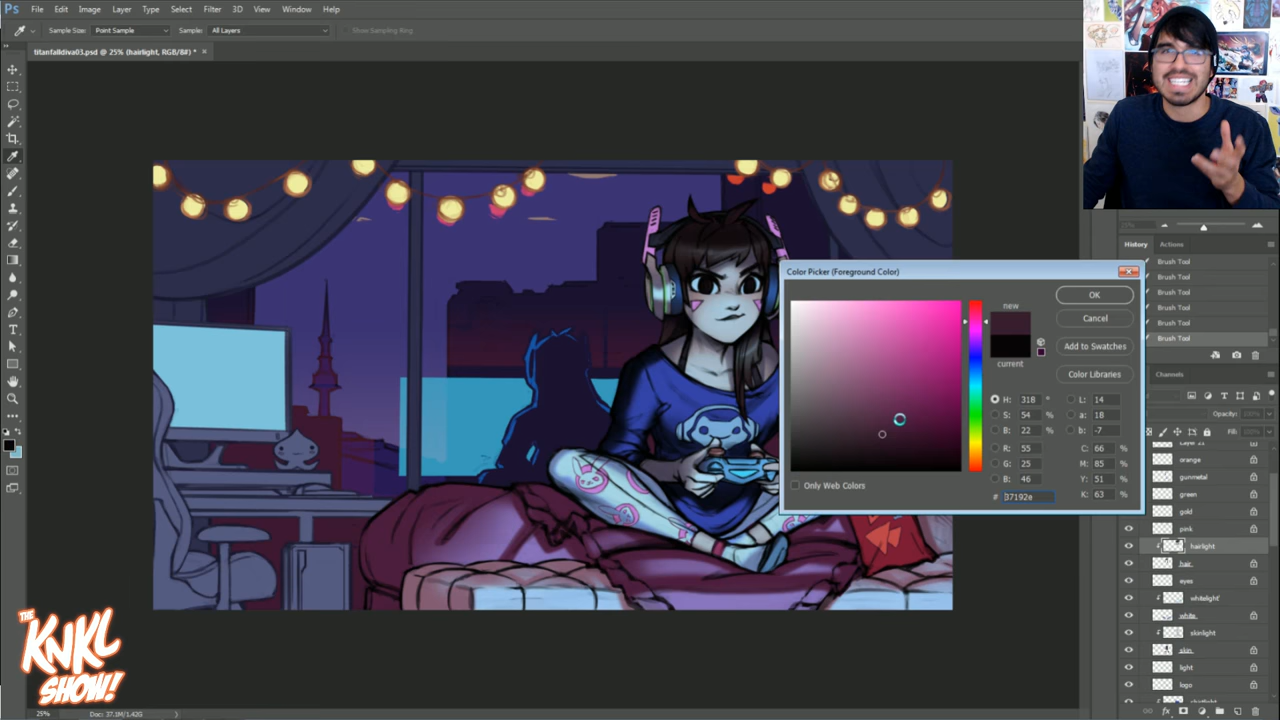 Ps File Edit Image Layer Type Select Filter 3D View Window Help
Sample Size: Point Sample Sample: All Layers Show Sampling Ring
titanfalldiva03.psd @ 25% (hairlight, RGB/8#) * ×
History Actions
Brush Tool
Brush Tool
Brush Tool
Brush Tool
Brush Tool
Brush Tool
Color Picker (Foreground Color)
new
current
OK
Cancel
Add to Swatches
Color Libraries
H: 318 °
S: 54 %
B: 22 %
R: 55
G: 25
B: 46
L: 14
a: 18
b: -7
C: 66 %
M: 85 %
Y: 51 %
K: 63 %
# 37192e
Only Web Colors
Channels
Opacity:
Fill:
orange
gunmetal
green
gold
pink
hairlight
hair
eyes
whitelight'
white
skinlight
skin
light
logo
THE
KNKL
SHOW!
25% Doc: 37.1M/1.42G